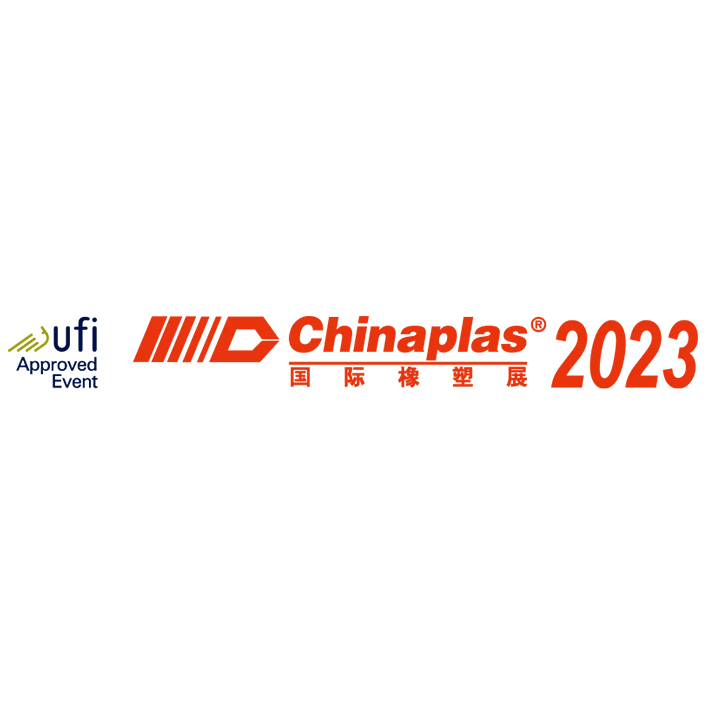 ufi
Approved
Event
Chinaplas®
国际橡塑展
2023